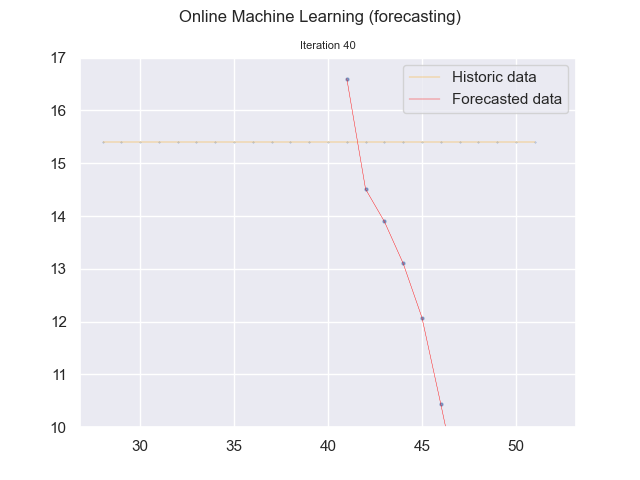 Online Machine Learning (forecasting)
Iteration 40
Historic data
Forecasted data
17
16
15
14
13
12
11
10
30 35 40 45 50